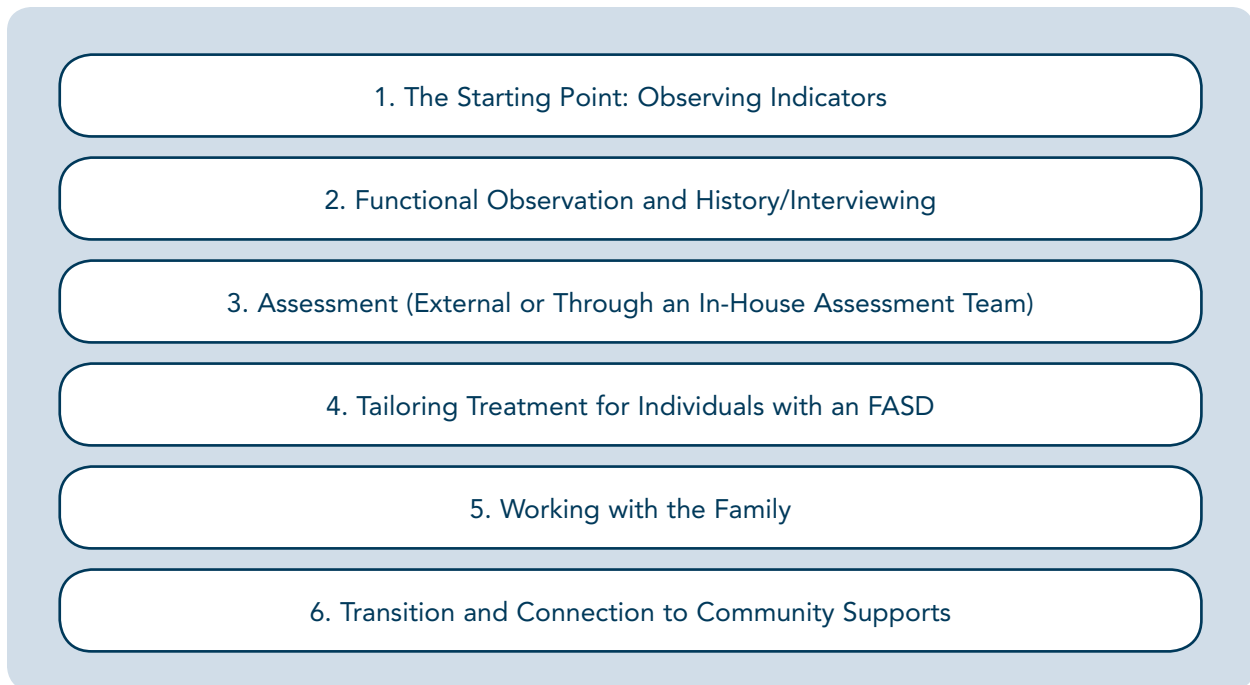 1. The Starting Point: Observing Indicators
2. Functional Observation and History/Interviewing
3. Assessment (External or Through an In-House Assessment Team)
4. Tailoring Treatment for Individuals with an FASD
5. Working with the Family
6. Transition and Connection to Community Supports